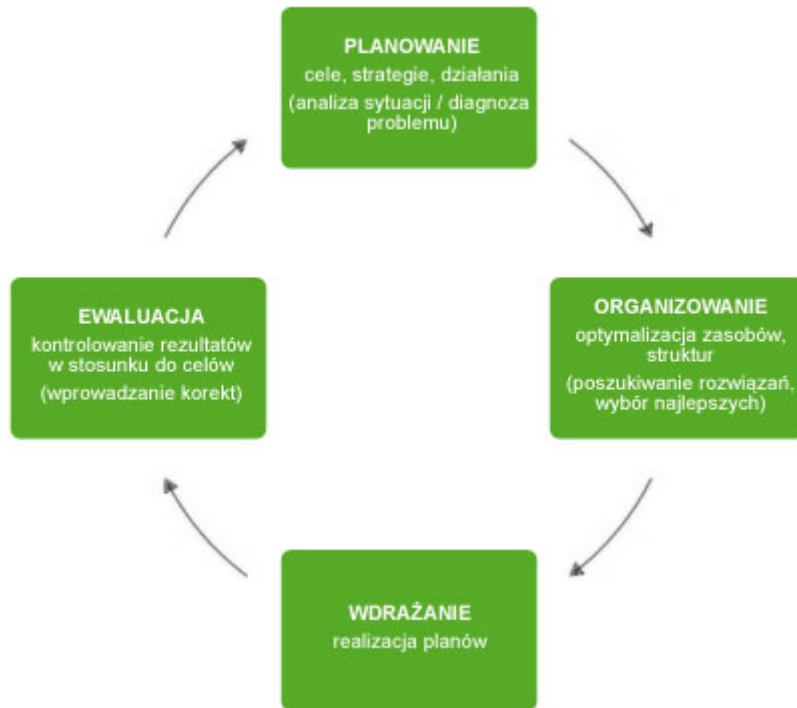 PLANOWANIE
cele, strategie, działania
(analiza sytuacji / diagnoza
problemu)
EWALUACJA
kontrolowanie rezultatów
w stosunku do celów
(wprowadzanie korekt)
ORGANIZOWANIE
optymalizacja zasobów,
struktur
(poszukiwanie rozwiązań,
wybór najlepszych)
WDRAŻANIE
realizacja planów